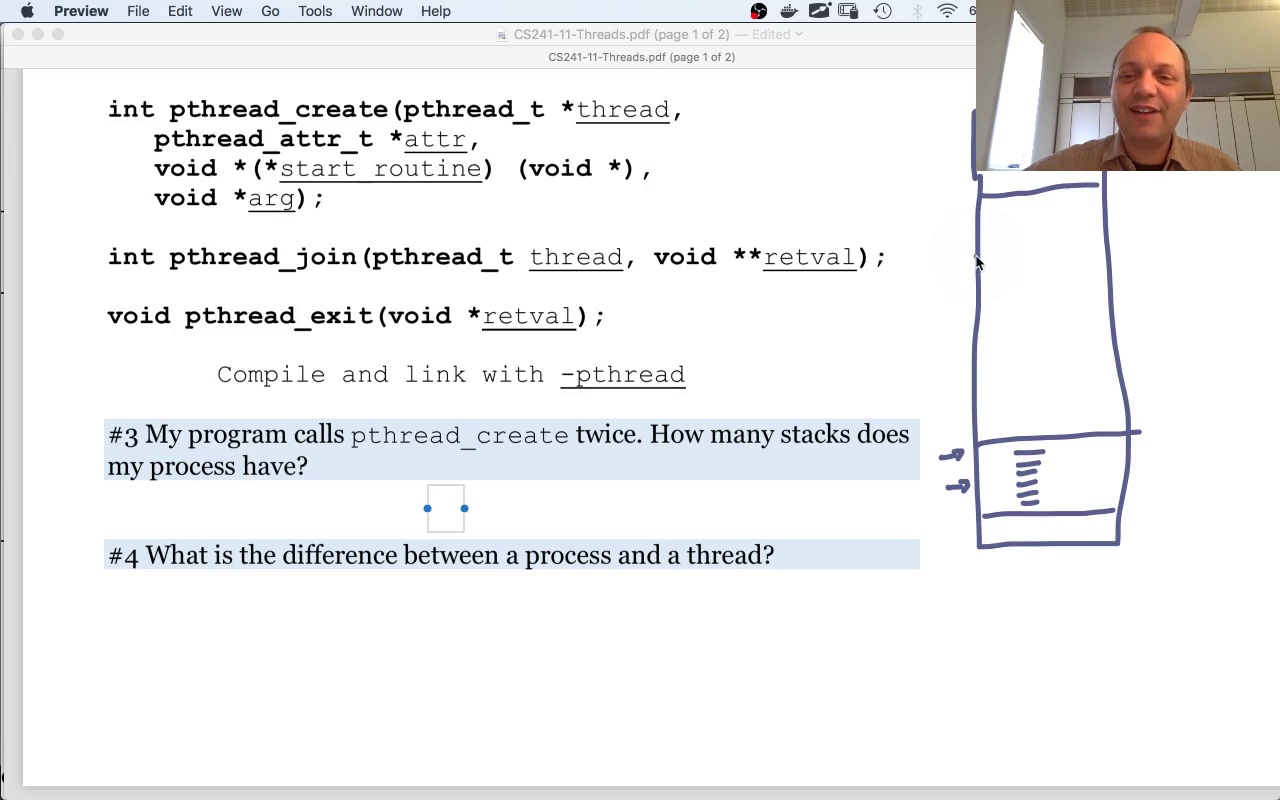 Preview File Edit View Go Tools Window Help 6
CS241-11-Threads.pdf (page 1 of 2) — Edited
CS241-11-Threads.pdf (page 1 of 2)
int pthread_create(pthread_t *thread,
pthread_attr_t *attr,
void *(*start_routine) (void *),
void *arg);
int pthread_join(pthread_t thread, void **retval);
void pthread_exit(void *retval);
Compile and link with -pthread
#3 My program calls pthread_create twice. How many stacks does
my process have?
#4 What is the difference between a process and a thread?